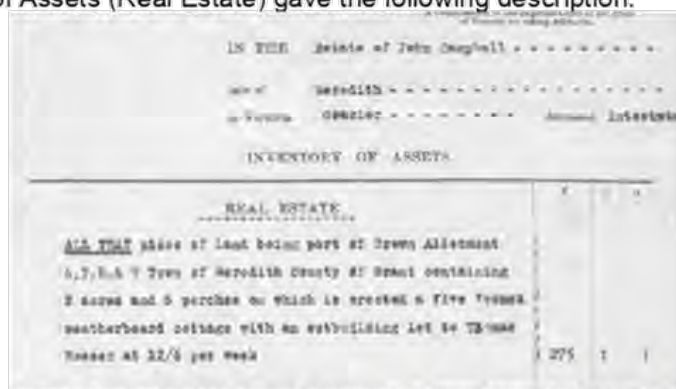 of Assets (Real Estate) gave the following description.
IN THE Estate of John Campbell
late of Meredith
in Victoria Grazier Deceased Intestate
INVENTORY OF ASSETS
REAL ESTATE
ALL THAT piece of land being part of Crown Allotment
Town of Meredith County of Grant containing
2 acres and 5 perches on which is erected a five roomed
weatherboard cottage with an outbuilding let to Thomas
at 12/6 per week 275